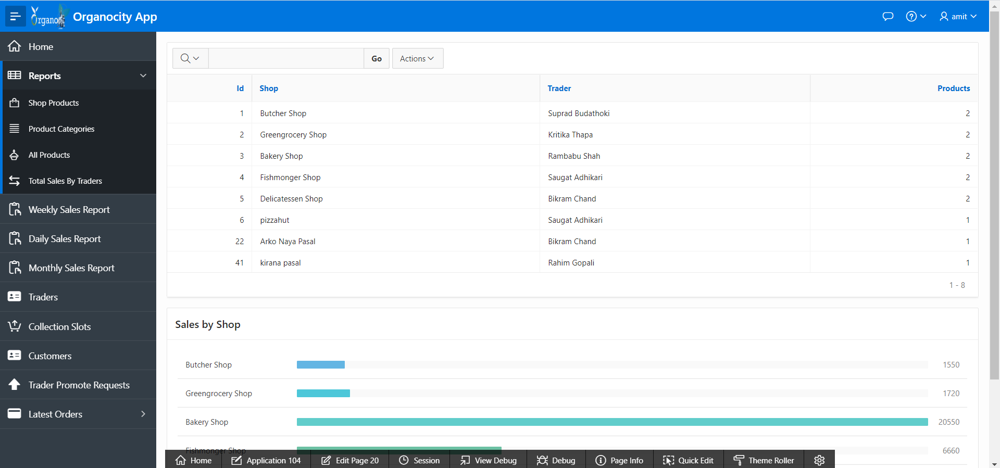 Organo Organocity App amit
Home
Reports
Shop Products
Product Categories
All Products
Total Sales By Traders
Weekly Sales Report
Daily Sales Report
Monthly Sales Report
Traders
Collection Slots
Customers
Trader Promote Requests
Latest Orders
Go Actions
Id Shop Trader Products
1 Butcher Shop Suprad Budathoki 2
2 Greengrocery Shop Kritika Thapa 2
3 Bakery Shop Rambabu Shah 2
4 Fishmonger Shop Saugat Adhikari 2
5 Delicatessen Shop Bikram Chand 2
6 pizzahut Saugat Adhikari 1
22 Arko Naya Pasal Bikram Chand 1
41 kirana pasal Rahim Gopali 1
1 - 8
Sales by Shop
Butcher Shop 1550
Greengrocery Shop 1720
Bakery Shop 20550
Fishmonger Shop 6660
Home Application 104 Edit Page 20 Session View Debug Debug Page Info Quick Edit Theme Roller